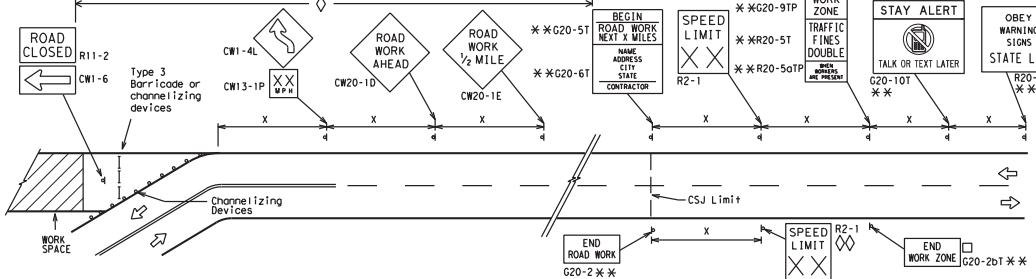 ROAD
CLOSED
R11-2
CW1-6
Type 3
Barricade or
channelizing
devices
CW1-4L
XX
MPH
CW13-1P
ROAD
WORK
AHEAD
CW20-1D
ROAD
WORK
1/2 MILE
CW20-1E
**G20-5T
**G20-6T
BEGIN
ROAD WORK
NEXT X MILES
NAME
ADDRESS
CITY
STATE
CONTRACTOR
SPEED
LIMIT
XX
R2-1
**G20-9TP
**R20-5T
**R20-5aTP
WORK
ZONE
TRAFFIC
FINES
DOUBLE
WHEN
WORKERS
ARE PRESENT
STAY ALERT
TALK OR TEXT LATER
G20-10T
**
OBEY
WARNING
SIGNS
STATE L
R20-
**
X
X
X
X
X
X
X
WORK
SPACE
Channelizing
Devices
CSJ Limit
END
ROAD WORK
G20-2 **
X
SPEED
LIMIT
XX
R2-1
END
WORK ZONE
G20-2bT **